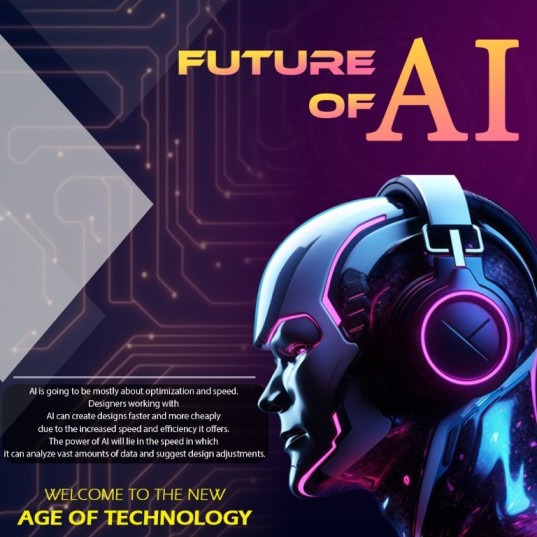 FUTURE
OF AI
AI is going to be mostly about optimization and speed.
Designers working with
AI can create designs faster and more cheaply
due to the increased speed and efficiency it offers.
The power of AI will lie in the speed in which
it can analyze vast amounts of data and suggest design adjustments.
WELCOME TO THE NEW
AGE OF TECHNOLOGY